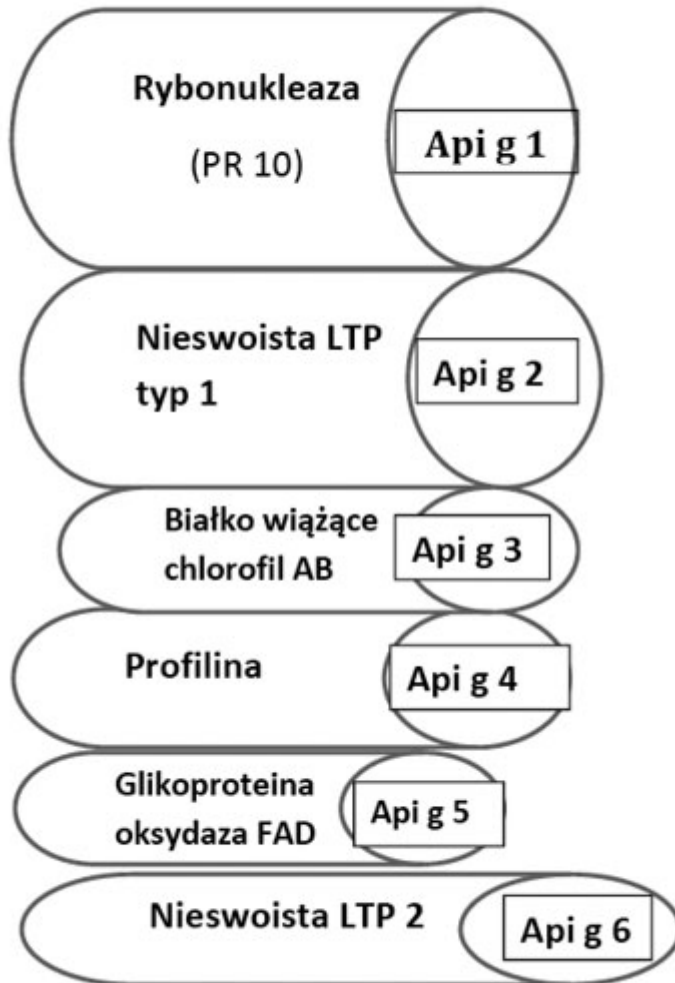 Rybonukleaza
(PR 10)
Api g 1
Nieswoista LTP
typ 1
Api g 2
Białko wiążące
chlorofil AB
Api g 3
Profilina
Api g 4
Glikoproteina
oksydaza FAD
Api g 5
Nieswoista LTP 2
Api g 6